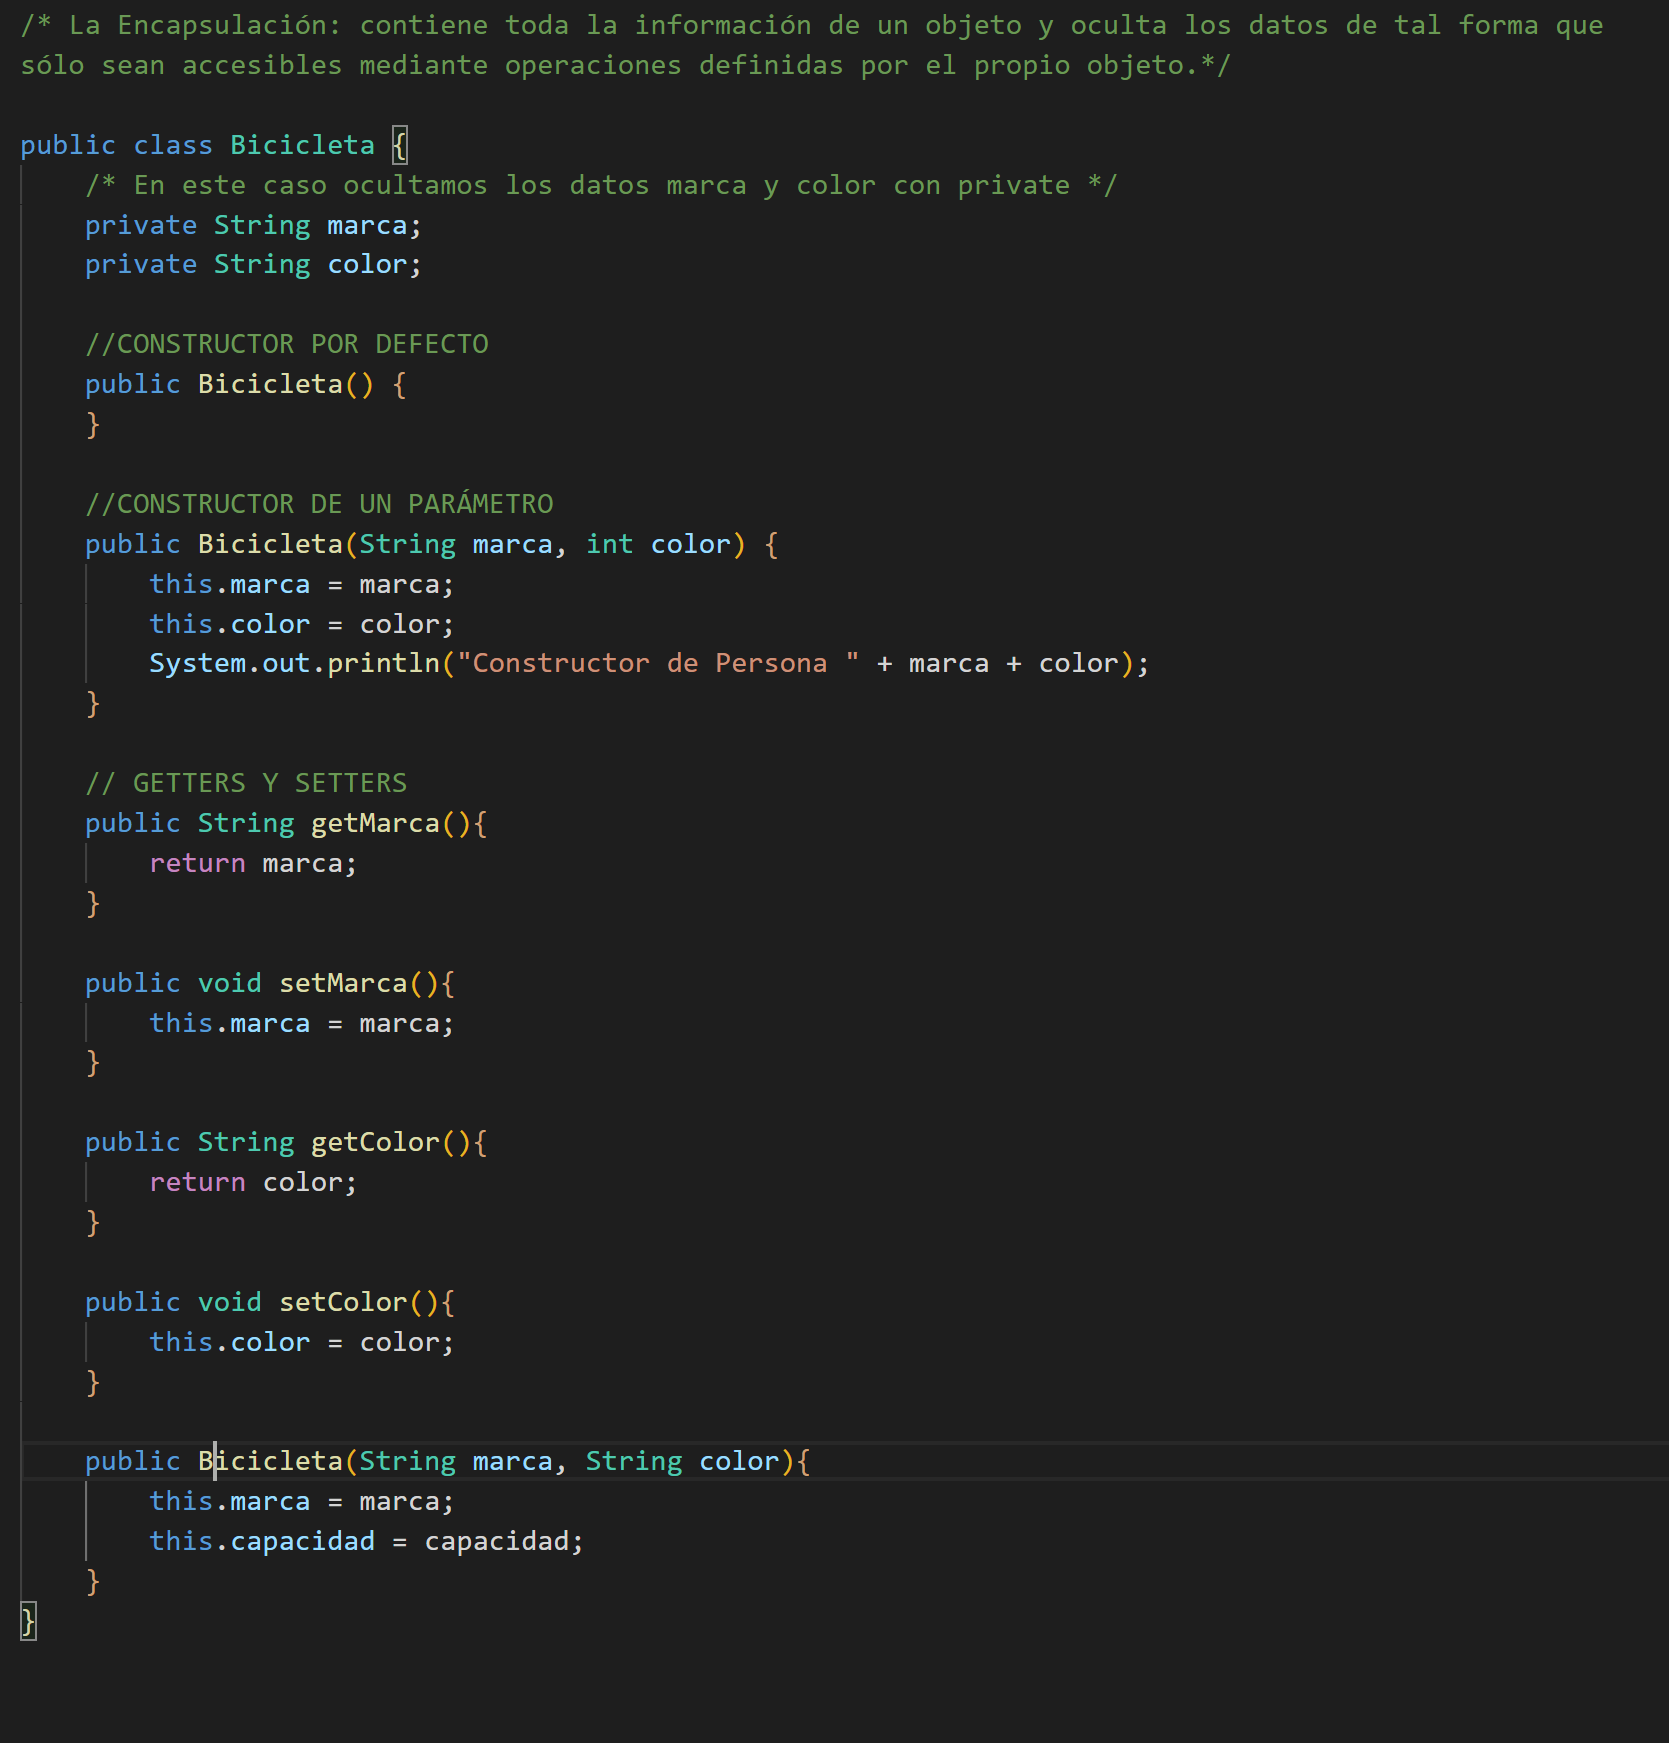 /* La Encapsulación: contiene toda la información de un objeto y oculta los datos de tal forma que
sólo sean accesibles mediante operaciones definidas por el propio objeto.*/
public class Bicicleta {
/* En este caso ocultamos los datos marca y color con private */
private String marca;
private String color;
//CONSTRUCTOR POR DEFECTO
public Bicicleta() {
}
//CONSTRUCTOR DE UN PARÁMETRO
public Bicicleta(String marca, int color) {
this.marca = marca;
this.color = color;
System.out.println("Constructor de Persona " + marca + color);
}
// GETTERS Y SETTERS
public String getMarca(){
return marca;
}
public void setMarca(){
this.marca = marca;
}
public String getColor(){
return color;
}
public void setColor(){
this.color = color;
}
public Bicicleta(String marca, String color){
this.marca = marca;
this.capacidad = capacidad;
}
}